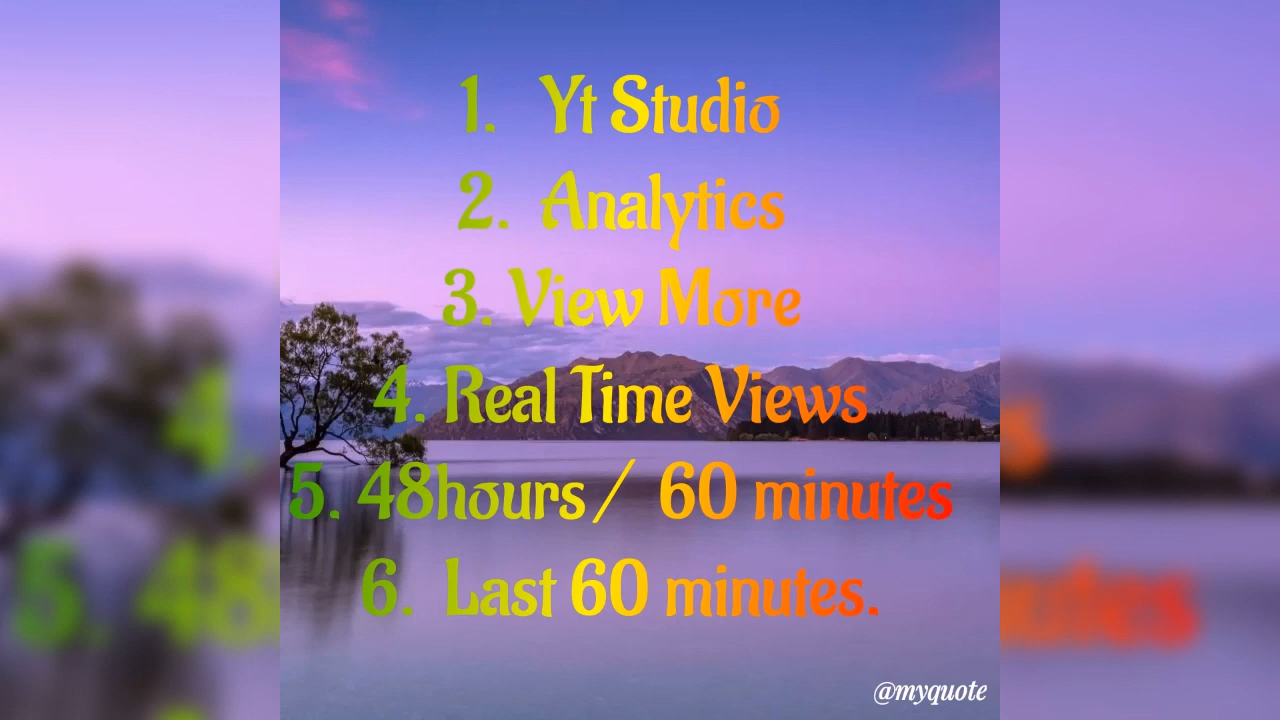 1. Yt Studio
2. Analytics
3. View More
4. Real Time Views
5. 48hours / 60 minutes
6. Last 60 minutes.
@myquote